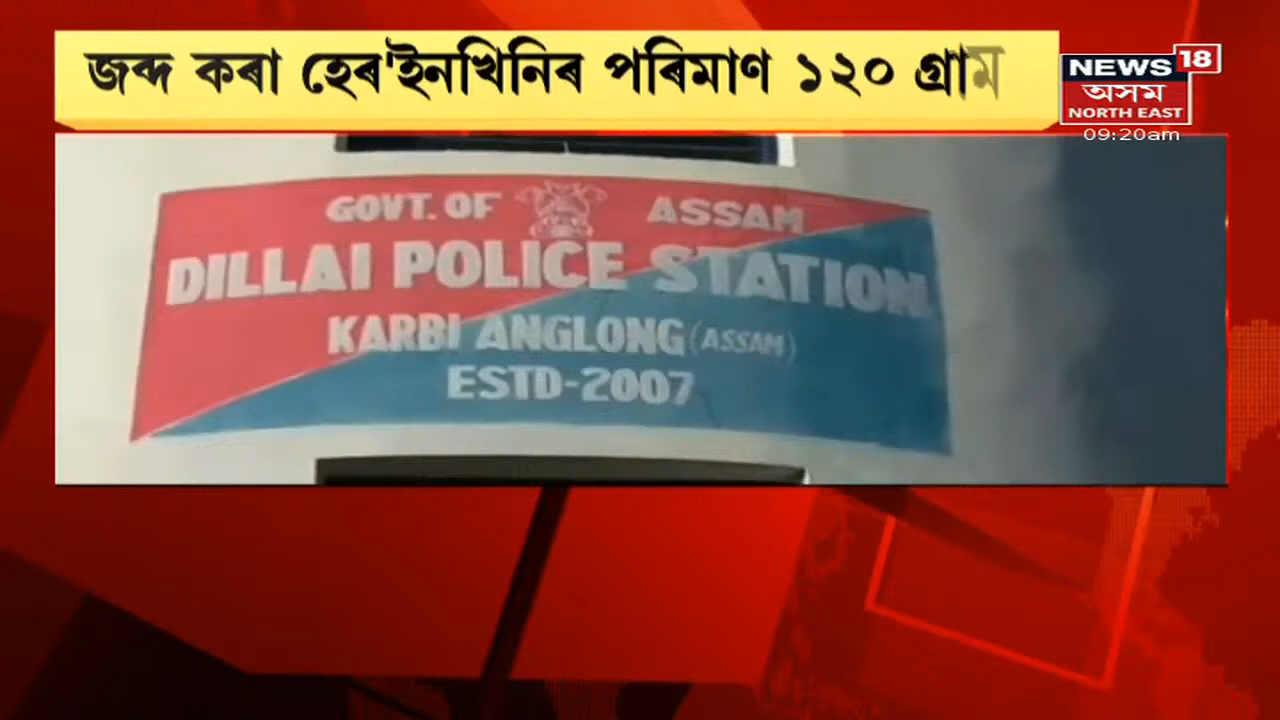 জব্দ কৰা হেৰ'ইনখিনিৰ পৰিমাণ ১২০ গ্ৰাম
NEWS 18
অসম
NORTH EAST
09:20am
GOVT. OF ASSAM
DILLAI POLICE STATION
KARBI ANGLONG (ASSAM)
ESTD-2007